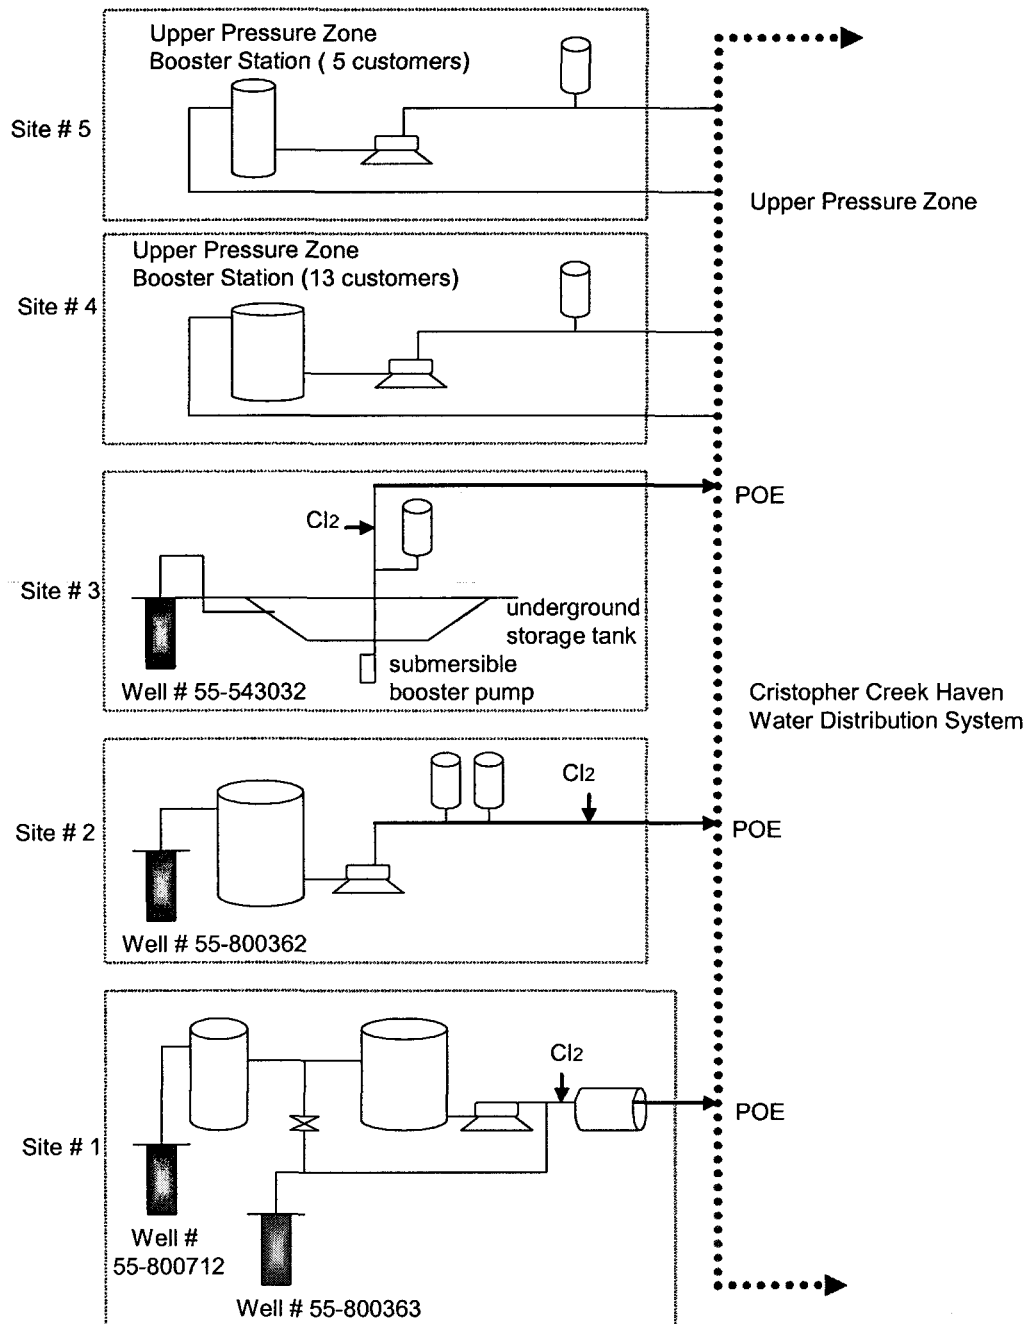 Upper Pressure Zone
Booster Station ( 5 customers)
Site # 5
Upper Pressure Zone
Upper Pressure Zone
Booster Station (13 customers)
Site # 4
POE
Cl2
Site # 3
underground
storage tank
submersible
booster pump
Well # 55-543032
Cristopher Creek Haven
Water Distribution System
Cl2
Site # 2
POE
Well # 55-800362
Cl2
POE
Site # 1
Well #
55-800712
Well # 55-800363